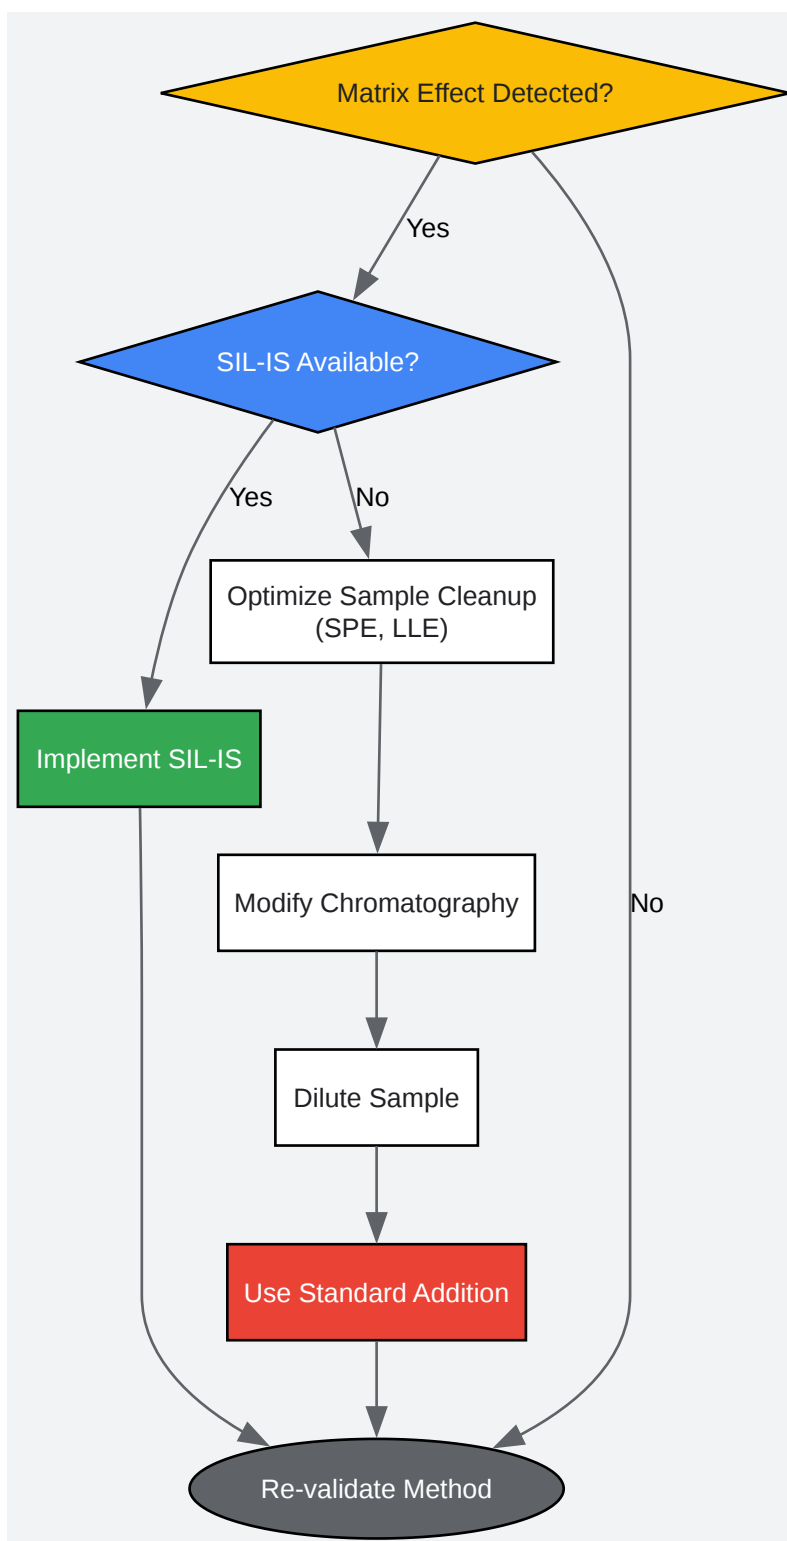 Matrix Effect Detected?
Yes
SIL-IS Available?
Yes
No
Optimize Sample Cleanup
(SPE, LLE)
Implement SIL-IS
Modify Chromatography
No
Dilute Sample
Use Standard Addition
Re-validate Method